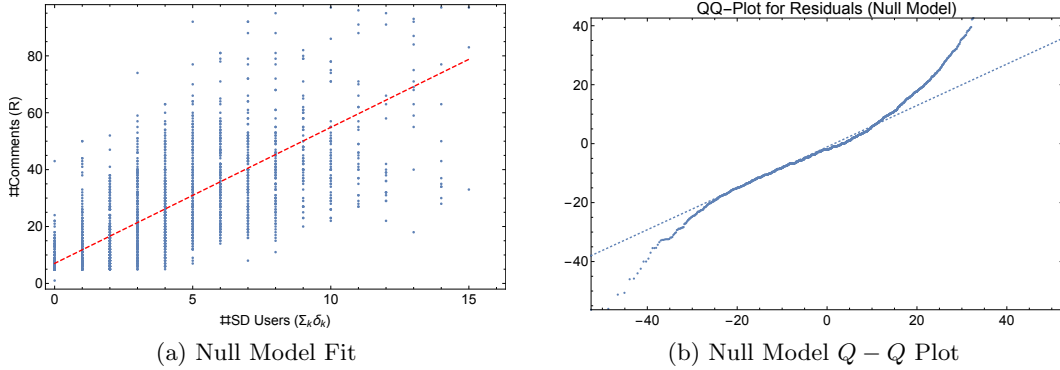 QQ-Plot for Residuals (Null Model)
80
60
40
20
0
#Comments (R)
0 5 10 15
#SD Users (Σₖδₖ)
(a) Null Model Fit
40
20
0
−20
−40
−40 −20 0 20 40
(b) Null Model Q − Q Plot